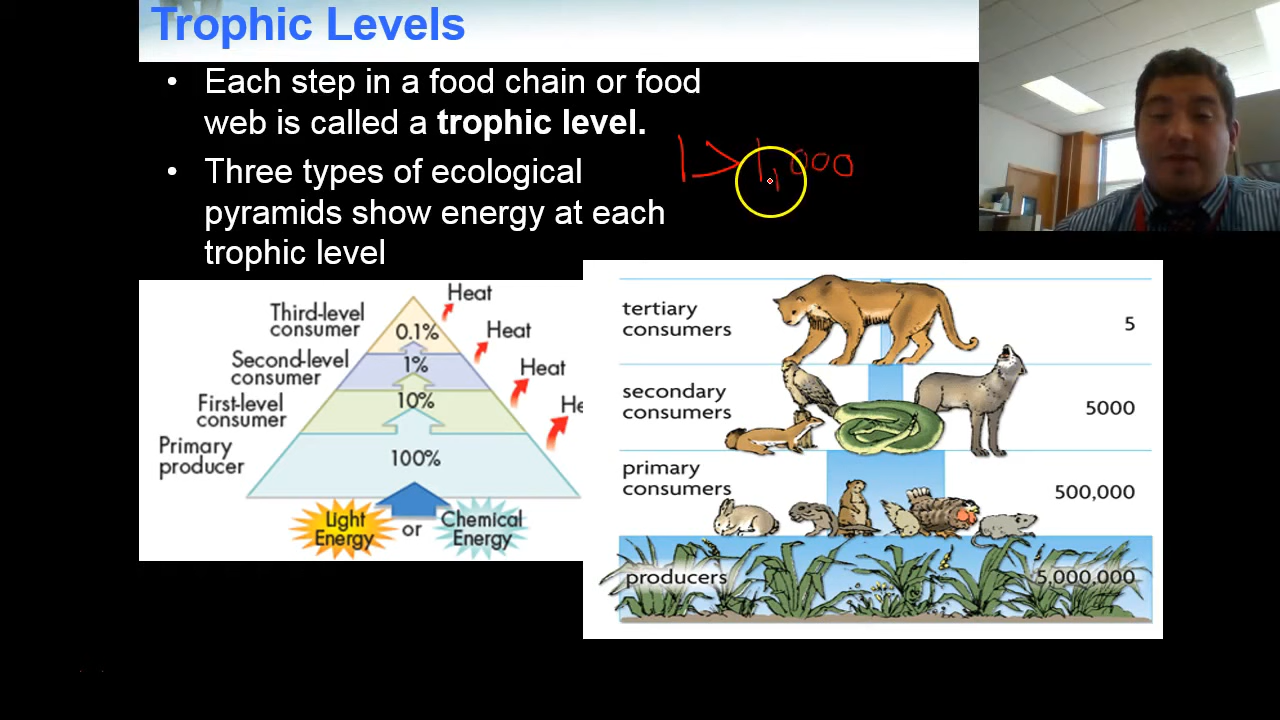 Trophic Levels
• Each step in a food chain or food
web is called a trophic level.
1 > 1,000
• Three types of ecological
pyramids show energy at each
trophic level
Heat
Third-level
consumer
0.1%
Heat
Second-level
consumer
1%
Heat
First-level
consumer
10%
He
Primary
producer
100%
Light
Energy
or
Chemical
Energy
tertiary
consumers
5
secondary
consumers
5000
primary
consumers
500,000
producers
5,000,000